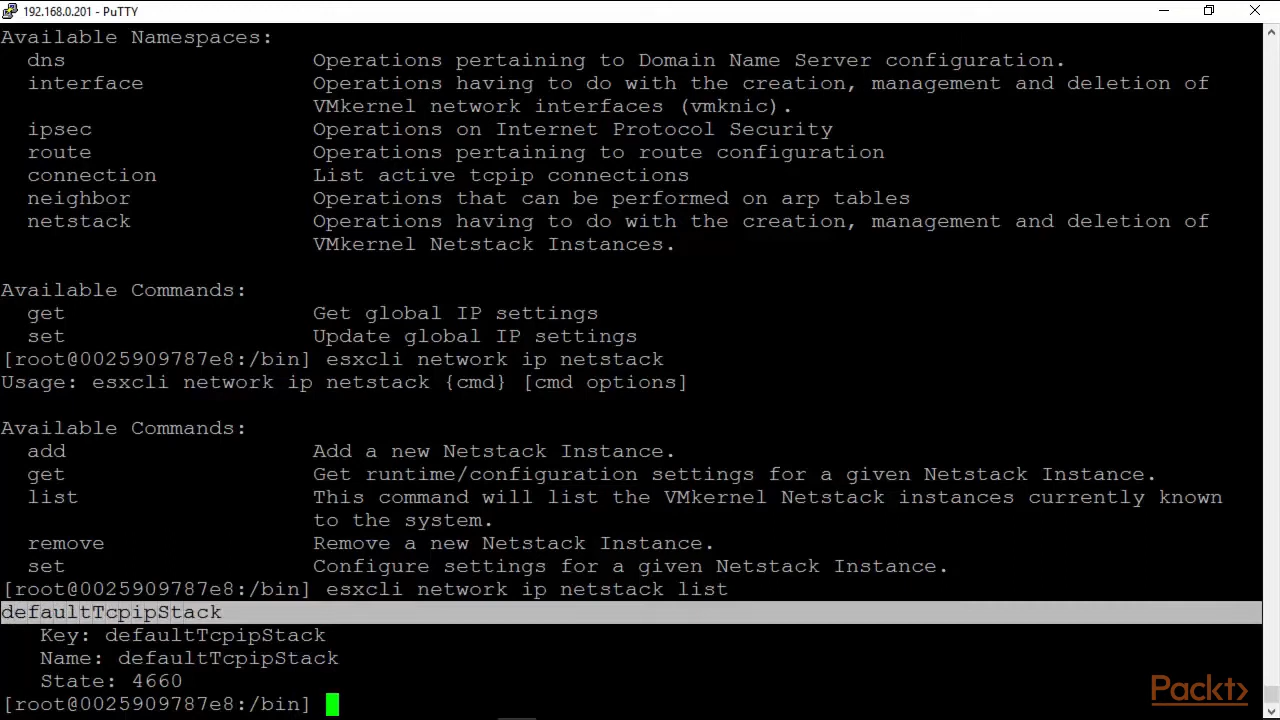 192.168.0.201 - PuTTY
Available Namespaces:
dns Operations pertaining to Domain Name Server configuration.
interface Operations having to do with the creation, management and deletion of
VMkernel network interfaces (vmknic).
ipsec Operations on Internet Protocol Security
route Operations pertaining to route configuration
connection List active tcpip connections
neighbor Operations that can be performed on arp tables
netstack Operations having to do with the creation, management and deletion of
VMkernel Netstack Instances.
Available Commands:
get Get global IP settings
set Update global IP settings
[root@0025909787e8:/bin] esxcli network ip netstack
Usage: esxcli network ip netstack {cmd} [cmd options]
Available Commands:
add Add a new Netstack Instance.
get Get runtime/configuration settings for a given Netstack Instance.
list This command will list the VMkernel Netstack instances currently known
to the system.
remove Remove a new Netstack Instance.
set Configure settings for a given Netstack Instance.
[root@0025909787e8:/bin] esxcli network ip netstack list
defaultTcpipStack
Key: defaultTcpipStack
Name: defaultTcpipStack
State: 4660
[root@0025909787e8:/bin]
Packt>